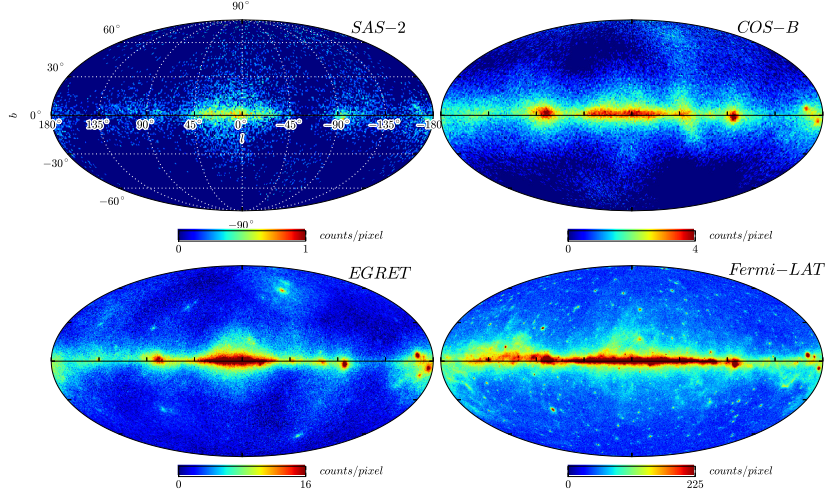 90°
SAS−2
60°
30°
b
0°
180° 135° 90° 45° 0° −45° −90° −135° −180°
l
−30°
−60°
−90°
counts/pixel
0 1
COS−B
counts/pixel
0 4
EGRET
counts/pixel
0 16
Fermi−LAT
counts/pixel
0 225